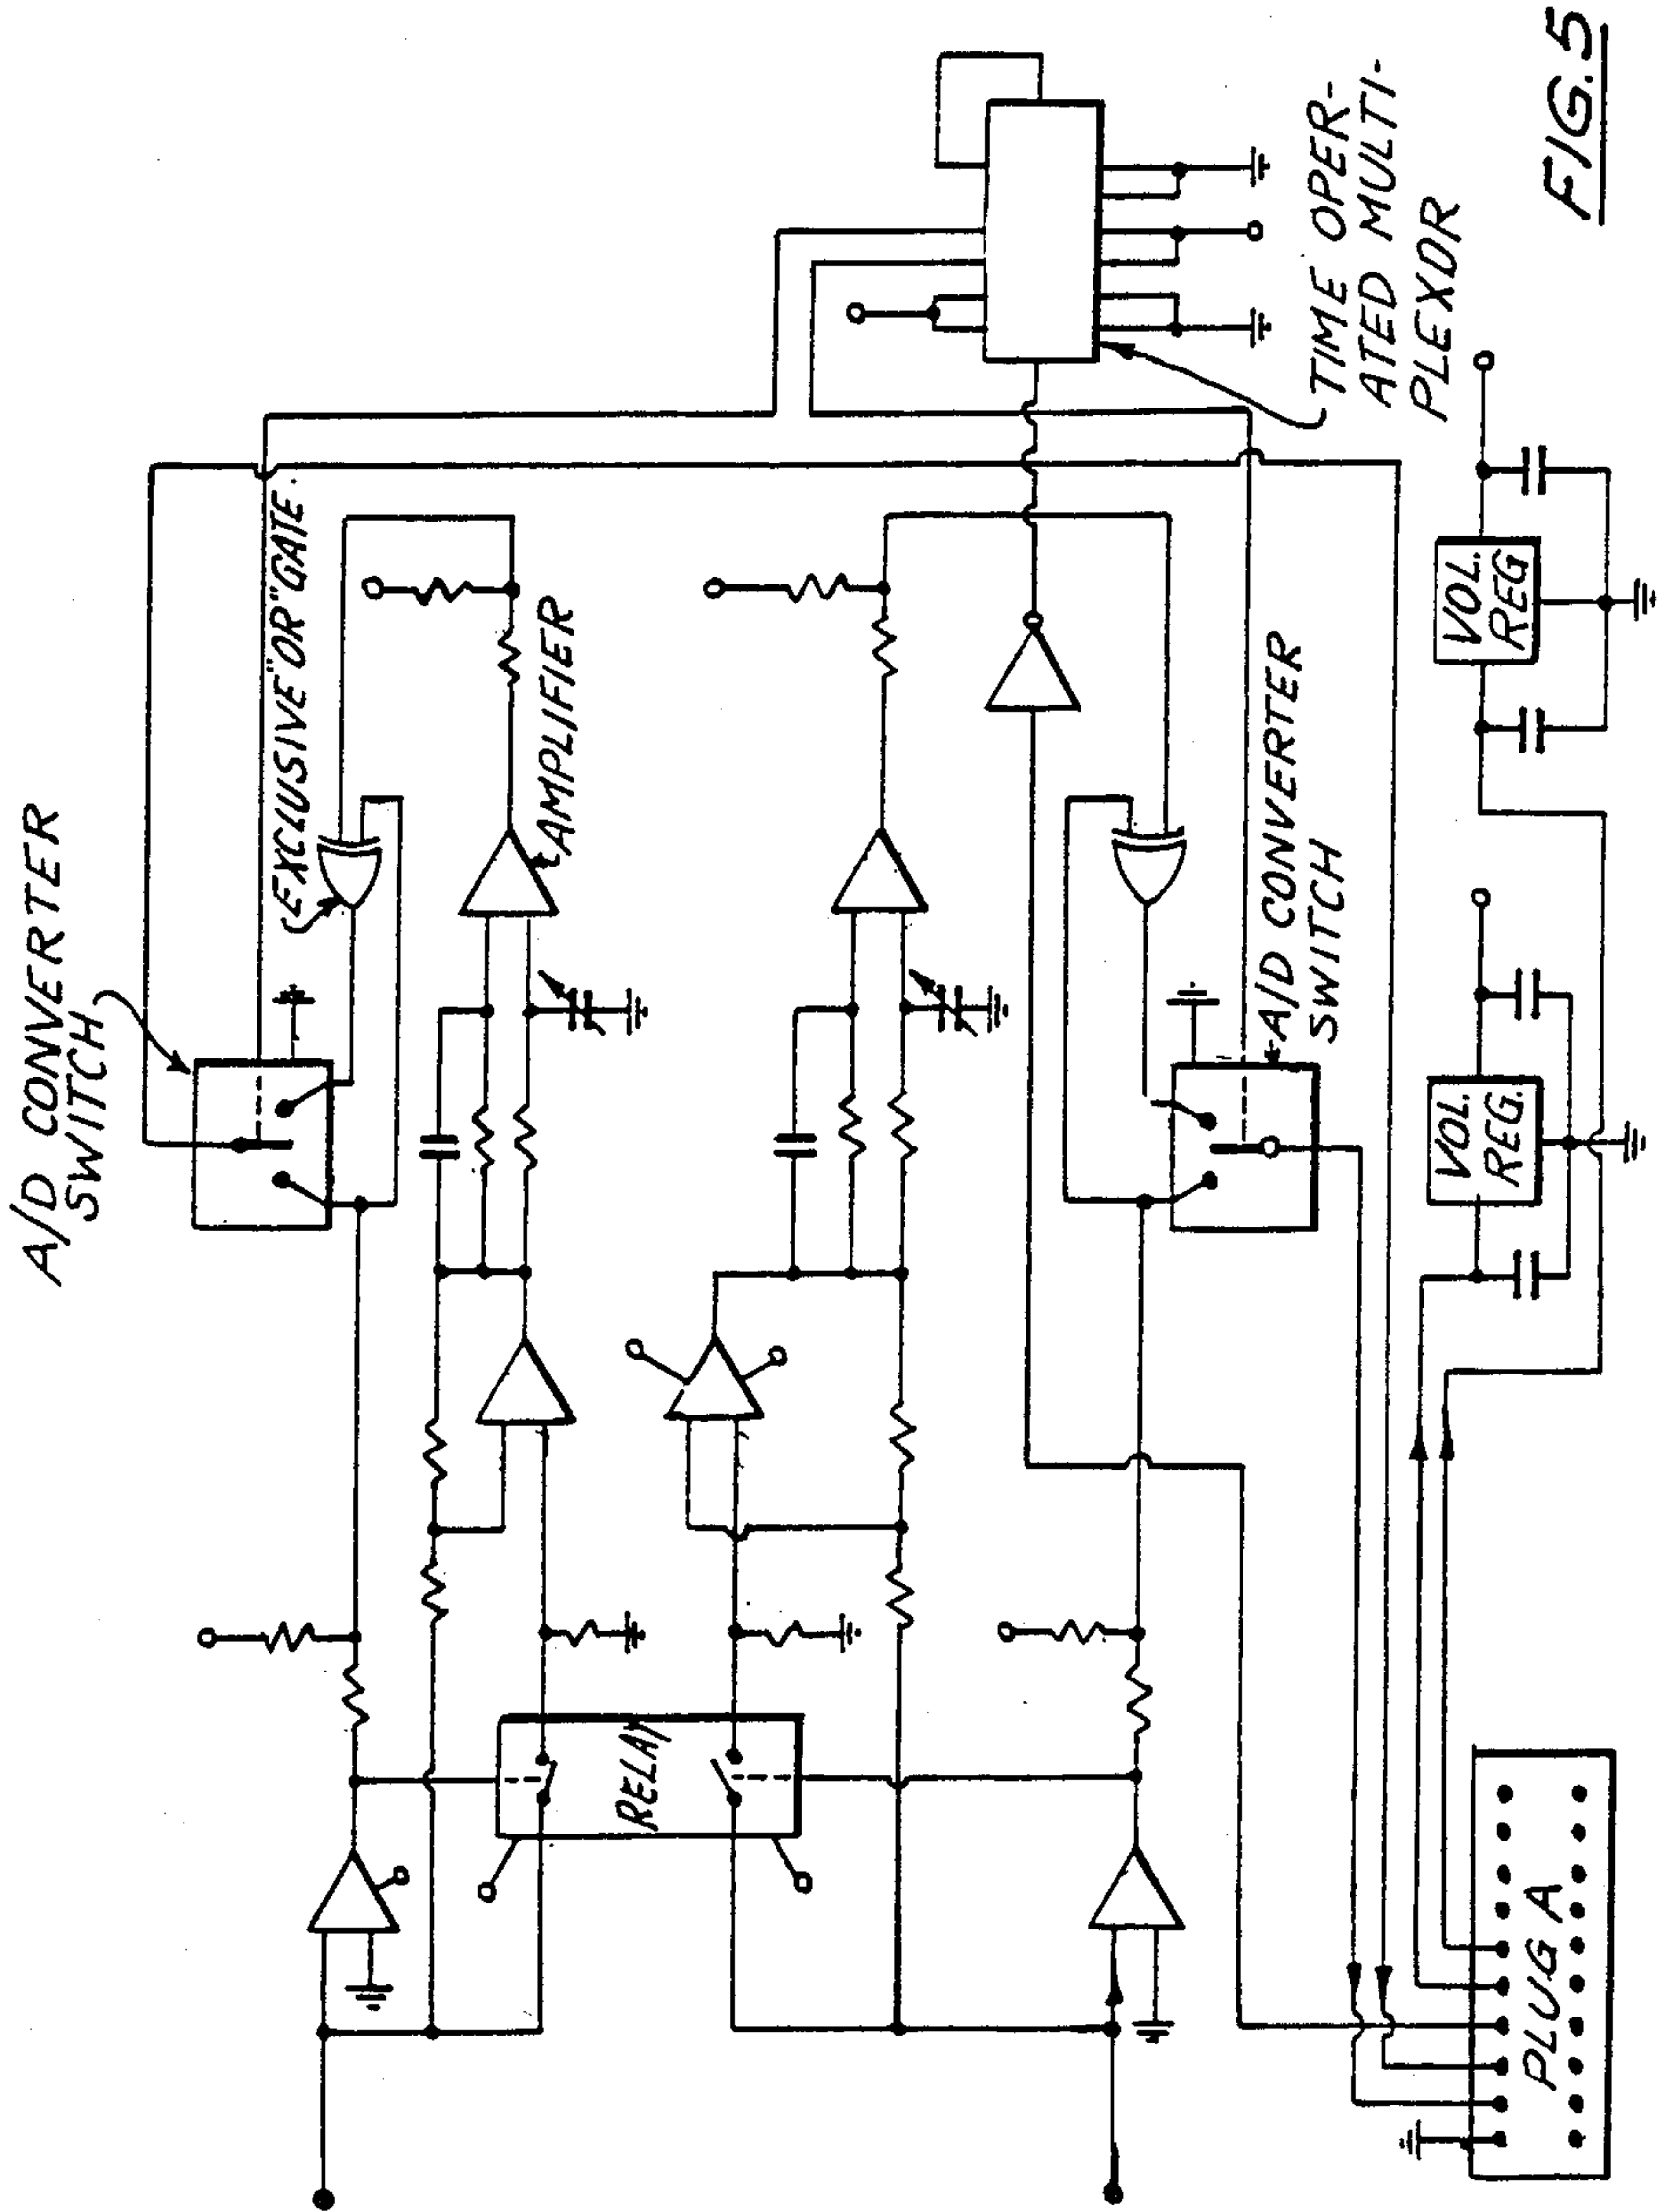 A/D CONVERTER
SWITCH
EXCLUSIVE "OR" GATE
AMPLIFIER
RELAY
A/D CONVERTER
SWITCH
TIME OPER-
ATED MULTI-
PLEXOR
VOL.
REG.
VOL.
REG
PLUG A
FIG. 5